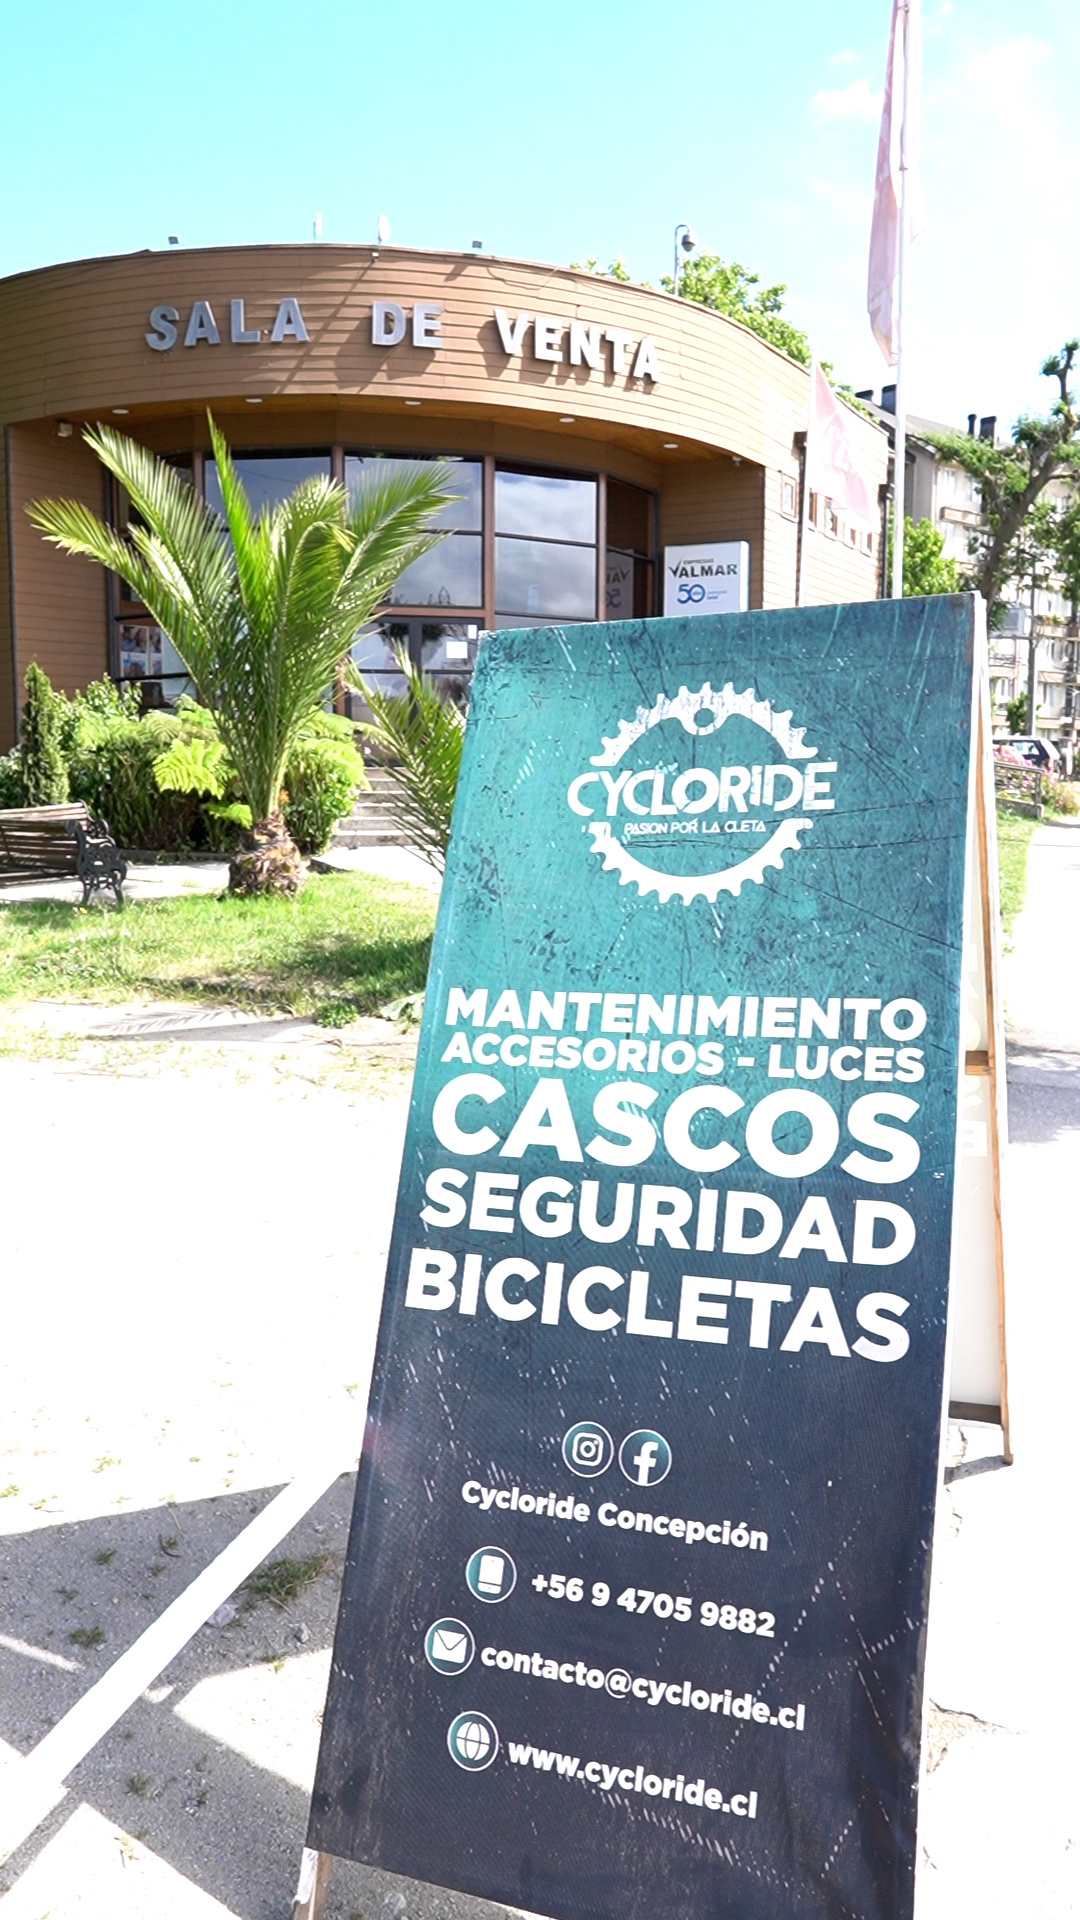 SALA DE VENTA
EMPRESAS
VALMAR
50
CYCLORIDE
PASION POR LA CLETA
MANTENIMIENTO
ACCESORIOS - LUCES
CASCOS
SEGURIDAD
BICICLETAS
Cycloride Concepción
+56 9 4705 9882
contacto@cycloride.cl
www.cycloride.cl